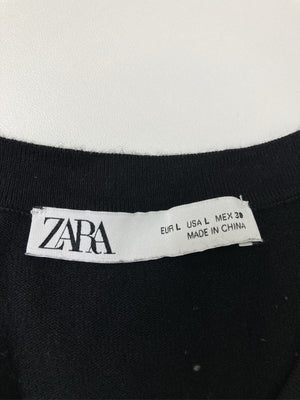 ZARA
EUR L USA L MEX 30
MADE IN CHINA